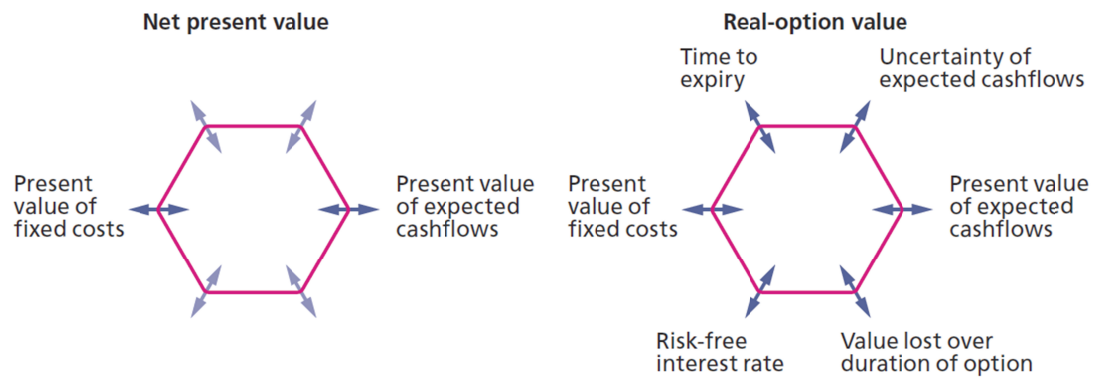 Net present value
Present
value of
fixed costs
Present value
of expected
cashflows
Real-option value
Time to
expiry
Uncertainty of
expected cashflows
Present
value of
fixed costs
Present value
of expected
cashflows
Risk-free
interest rate
Value lost over
duration of option